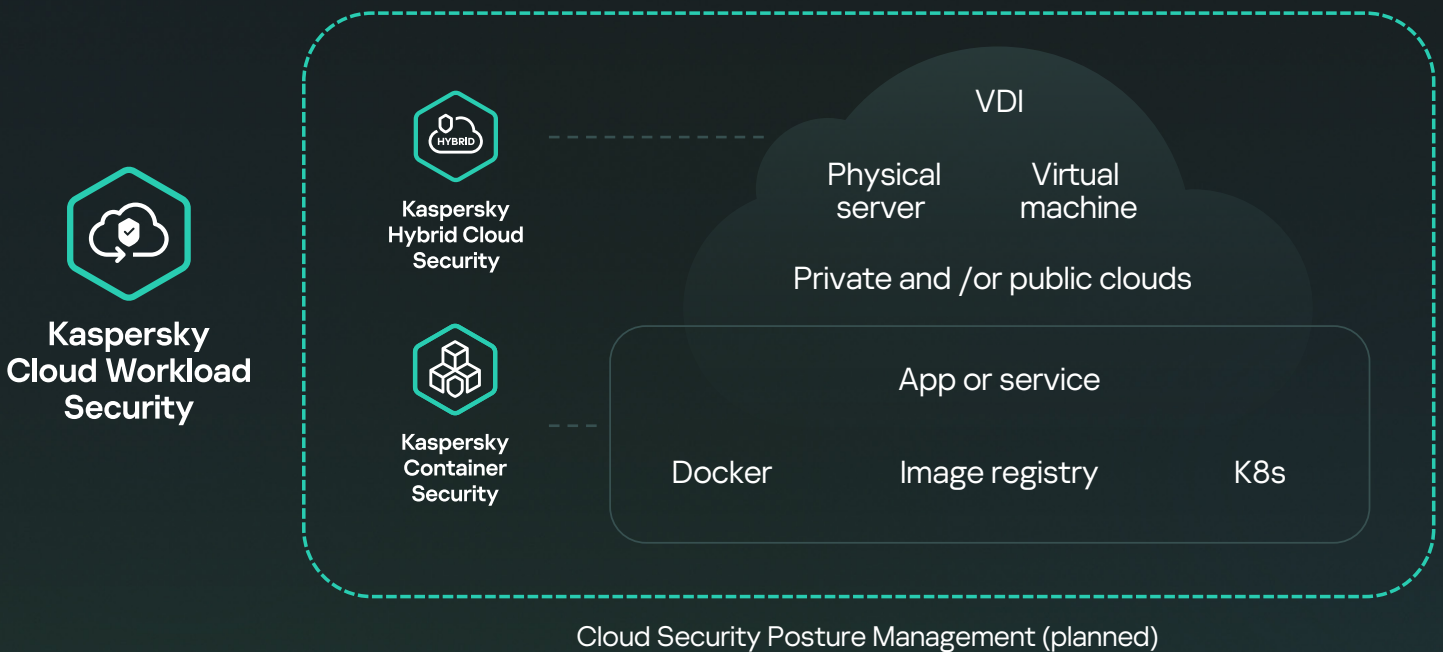 Kaspersky
Cloud Workload
Security
HYBRID
Kaspersky
Hybrid Cloud
Security
VDI
Physical
server
Virtual
machine
Private and /or public clouds
Kaspersky
Container
Security
App or service
Docker
Image registry
K8s
Cloud Security Posture Management (planned)